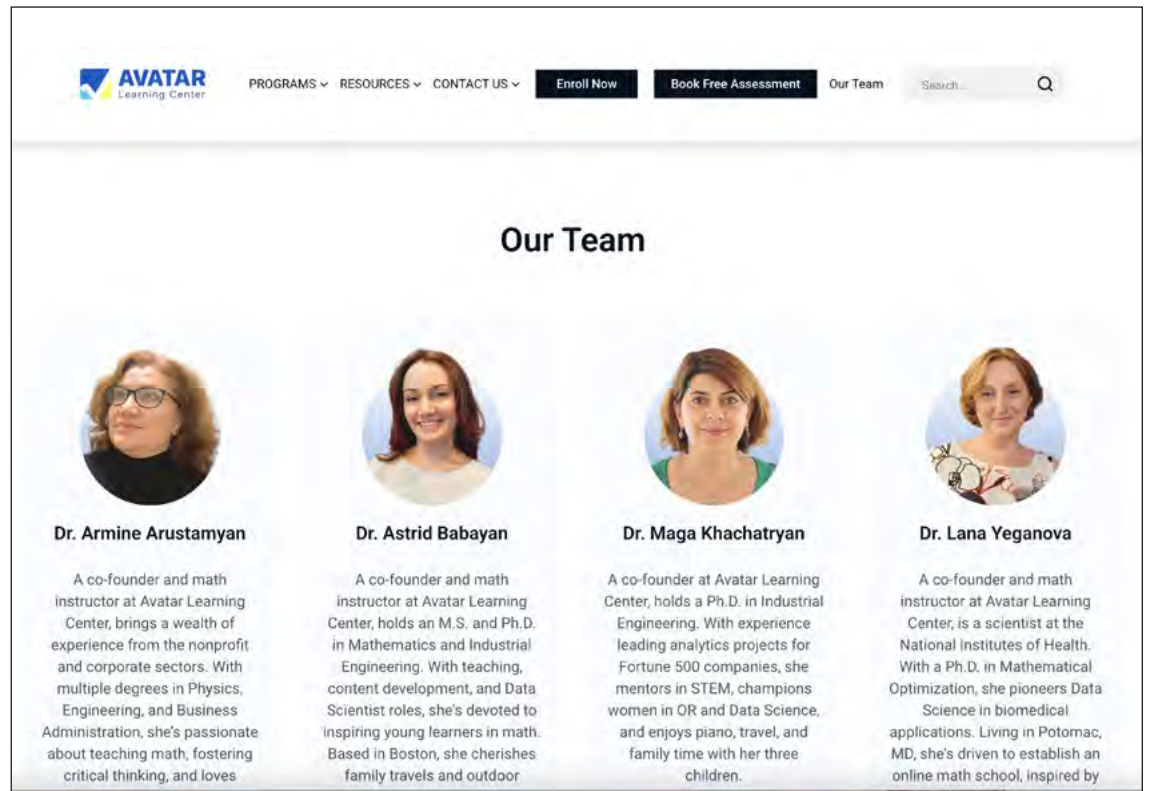 AVATAR
Learning Center
PROGRAMS RESOURCES CONTACT US Enroll Now Book Free Assessment Our Team Search...
Our Team
Dr. Armine Arustamyan
A co-founder and math
instructor at Avatar Learning
Center, brings a wealth of
experience from the nonprofit
and corporate sectors. With
multiple degrees in Physics,
Engineering, and Business
Administration, she's passionate
about teaching math, fostering
critical thinking, and loves
Dr. Astrid Babayan
A co-founder and math
instructor at Avatar Learning
Center, holds an M.S. and Ph.D.
in Mathematics and Industrial
Engineering. With teaching,
content development, and Data
Scientist roles, she's devoted to
inspiring young learners in math.
Based in Boston, she cherishes
family travels and outdoor
Dr. Maga Khachatryan
A co-founder at Avatar Learning
Center, holds a Ph.D. in Industrial
Engineering. With experience
leading analytics projects for
Fortune 500 companies, she
mentors in STEM, champions
women in OR and Data Science,
and enjoys piano, travel, and
family time with her three
children.
Dr. Lana Yeganova
A co-founder and math
instructor at Avatar Learning
Center, is a scientist at the
National Institutes of Health.
With a Ph.D. in Mathematical
Optimization, she pioneers Data
Science in biomedical
applications. Living in Potomac,
MD, she's driven to establish an
online math school, inspired by